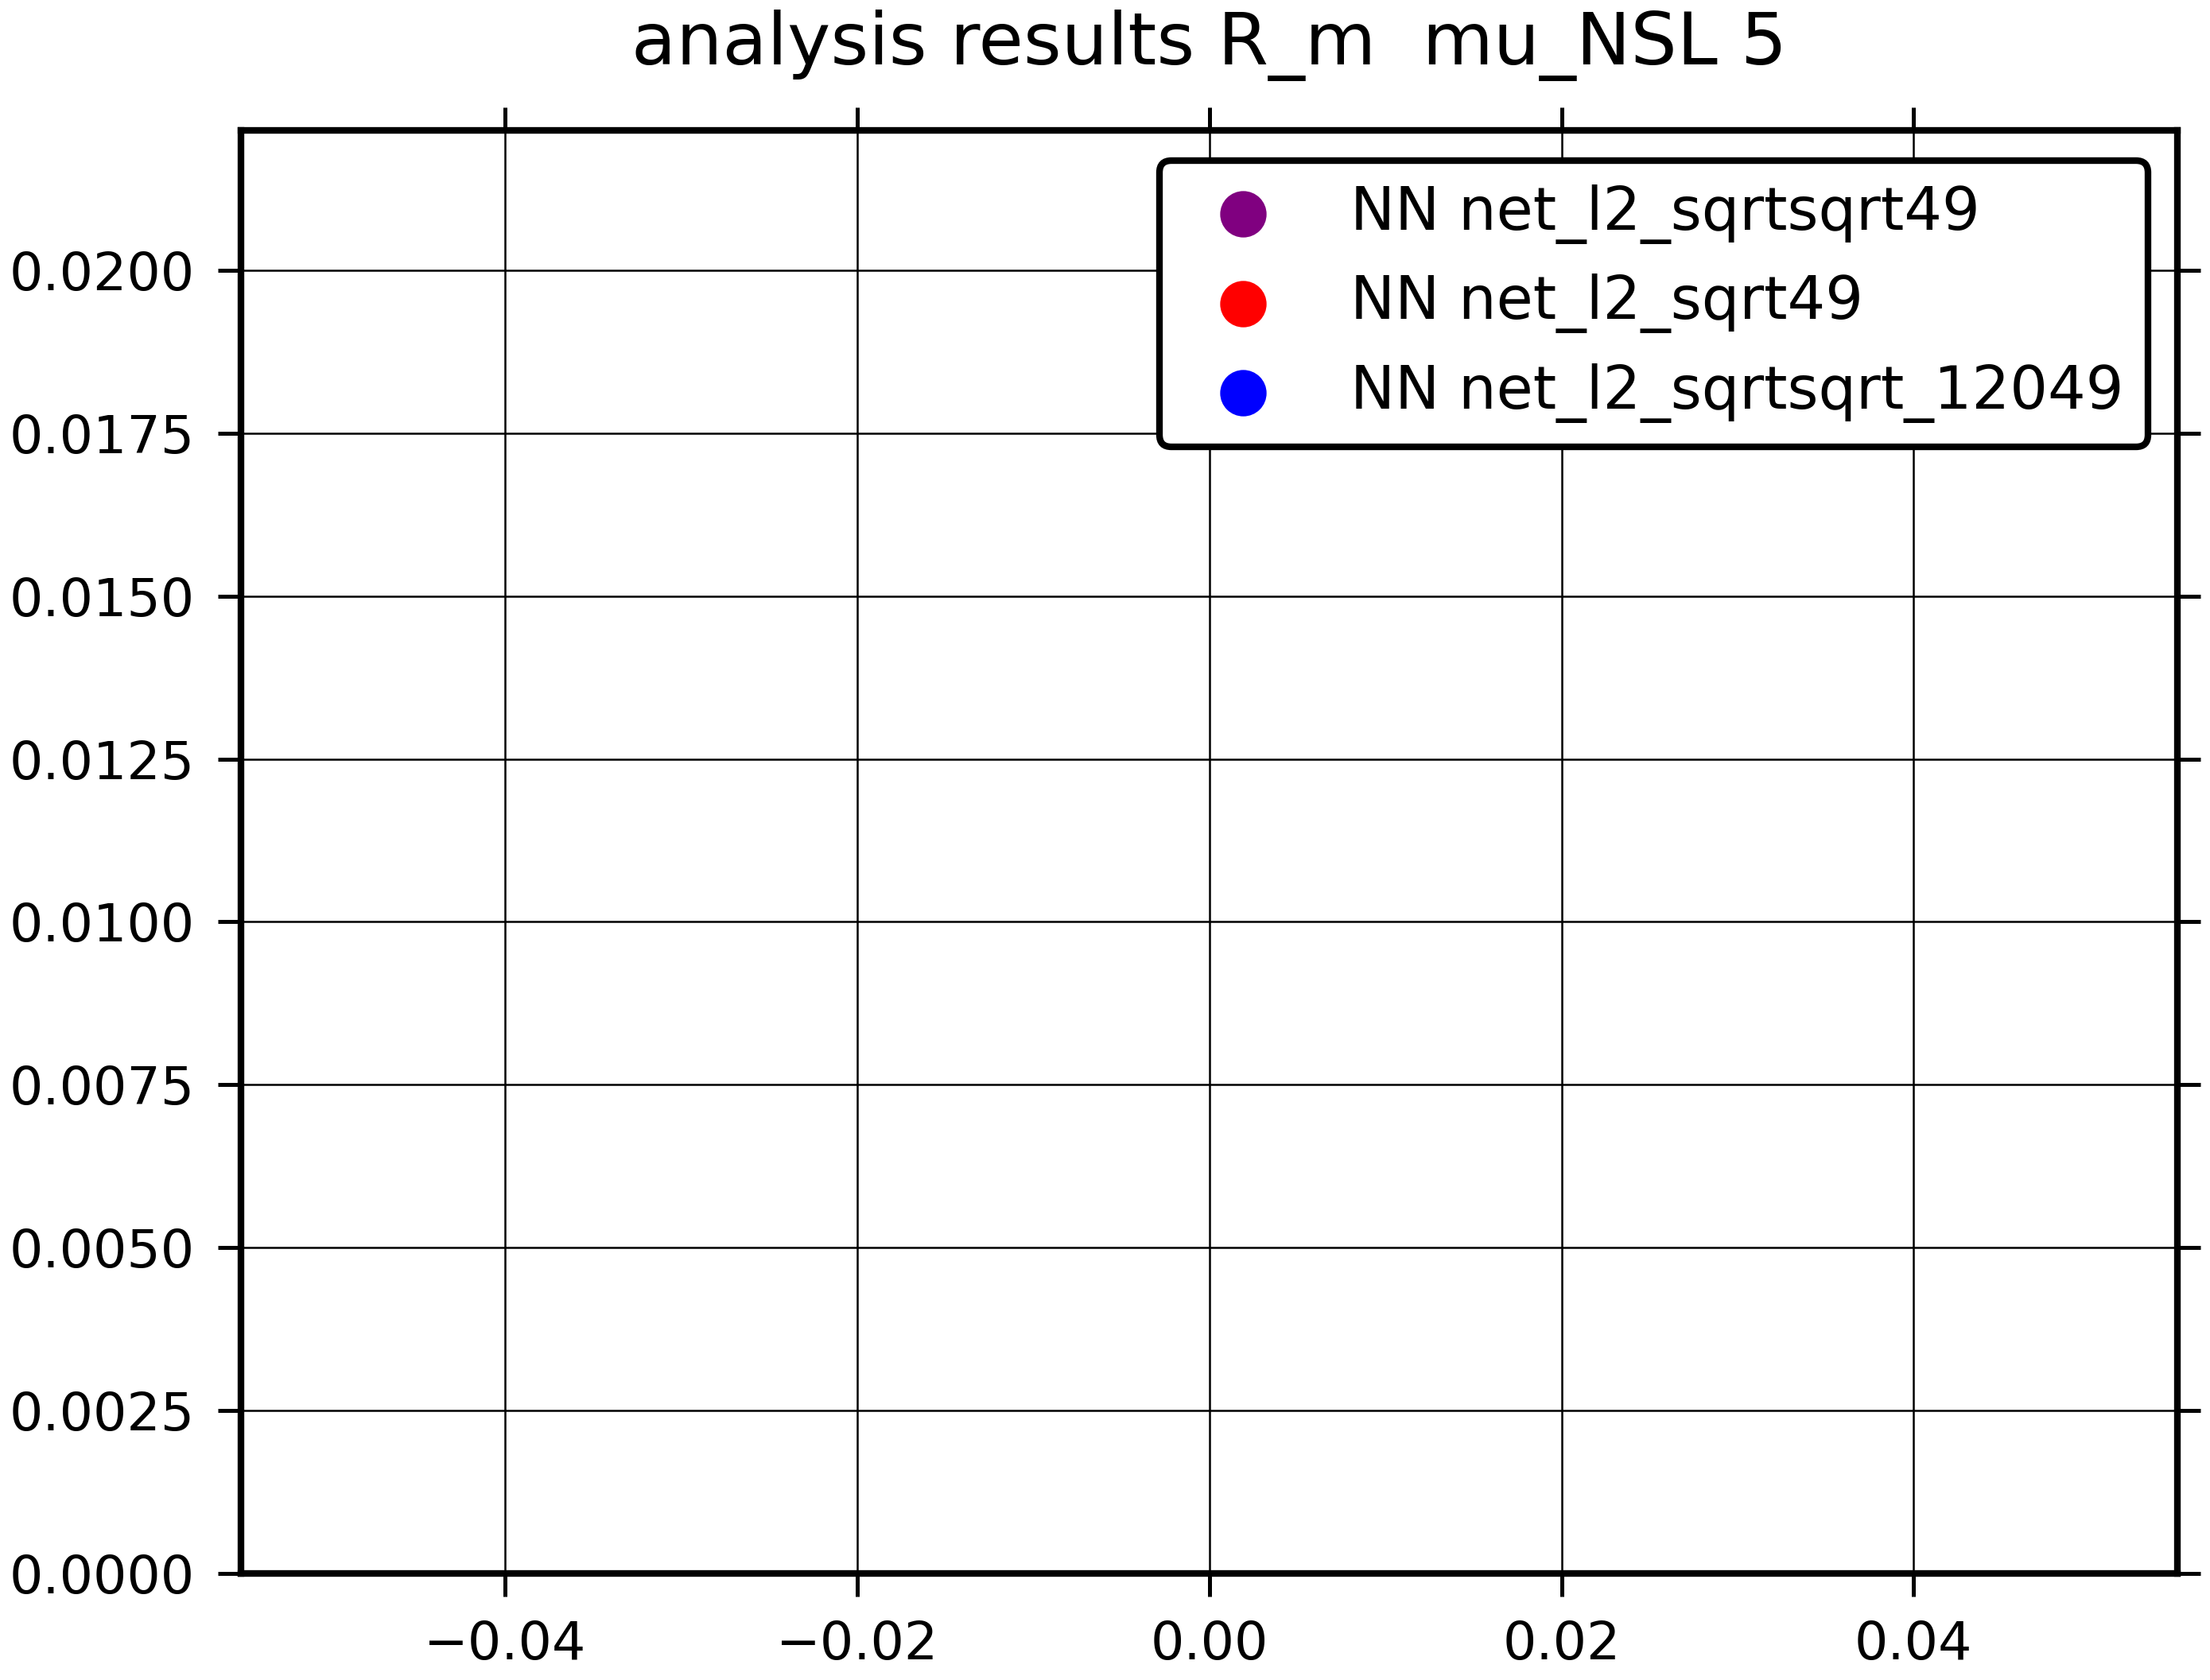 analysis results R_m  mu_NSL 5
NN net_l2_sqrtsqrt49
NN net_l2_sqrt49
NN net_l2_sqrtsqrt_12049
0.0200
0.0175
0.0150
0.0125
0.0100
0.0075
0.0050
0.0025
0.0000
−0.04 −0.02 0.00 0.02 0.04